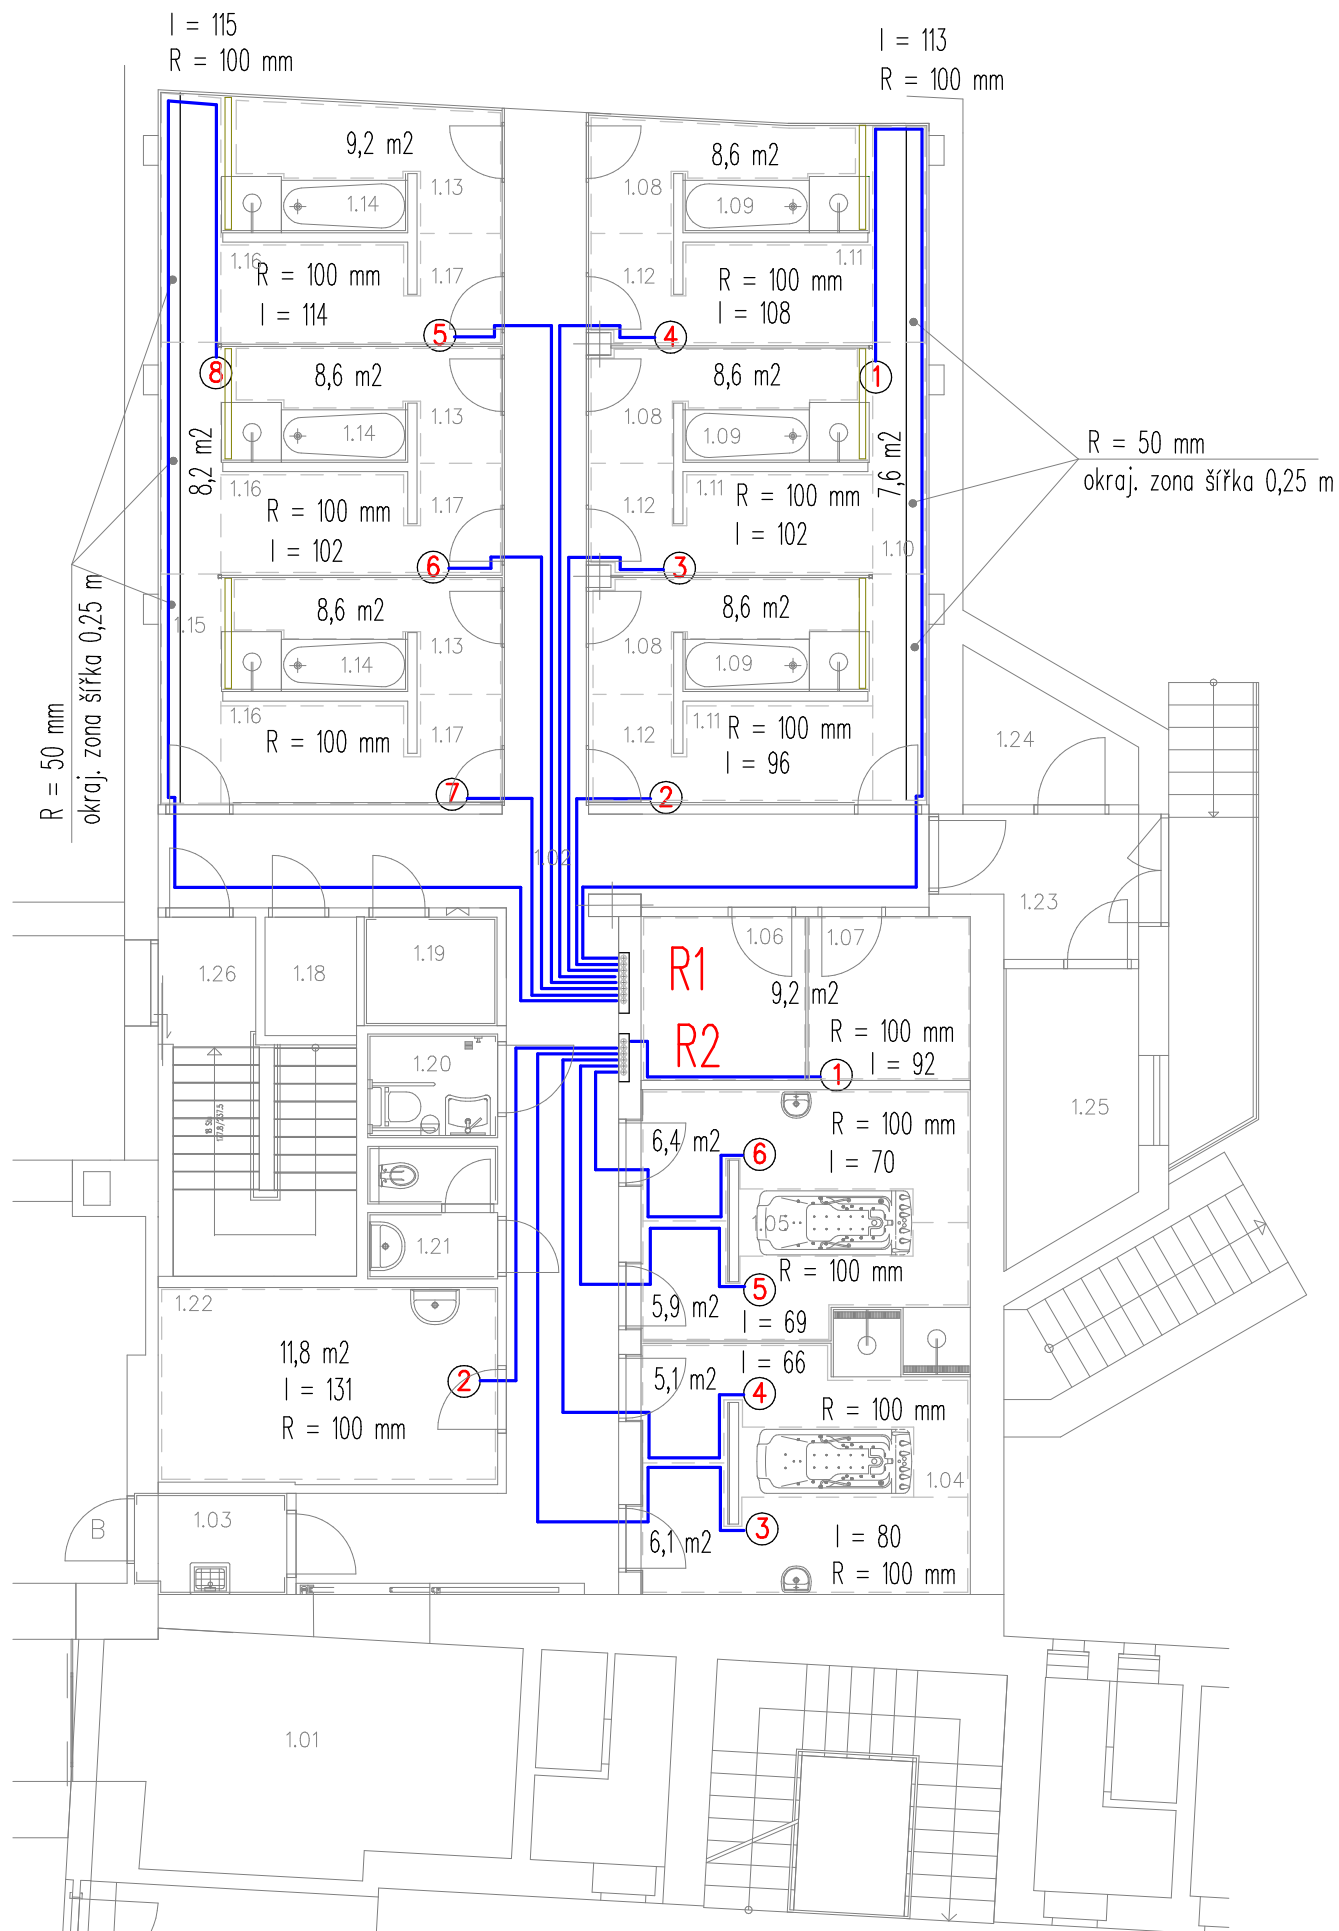 l = 115
R = 100 mm
l = 113
R = 100 mm
9,2 m2
8,6 m2
1.13
1.08
1.14
1.09
1.16
1.11
R = 100 mm
1.17
1.12
R = 100 mm
l = 114
l = 108
5
4
8
8,6 m2
8,6 m2
1
1.13
1.08
1.14
1.09
8,2 m2
7,6 m2
R = 50 mm
okraj. zona šířka 0,25 m
1.16
1.11
R = 100 mm
1.17
1.12
R = 100 mm
l = 102
l = 102
1.10
6
3
8,6 m2
8,6 m2
1.15
1.13
1.08
1.14
1.09
R = 50 mm
okraj. zona šířka 0,25 m
1.16
1.11
R = 100 mm
1.17
1.12
R = 100 mm
l = 96
1.24
7
2
1.02
1.23
1.06
1.07
1.26
1.18
1.19
R1
9,2 m2
R = 100 mm
R2
l = 92
1
1.20
1.25
18 Sto
177,8/237,5
6,4 m2
R = 100 mm
6
l = 70
1.05
1.21
R = 100 mm
5
5,9 m2
l = 69
1.22
11,8 m2
l = 66
5,1 m2
2
l = 131
4
R = 100 mm
R = 100 mm
1.04
1.03
B
3
6,1 m2
l = 80
R = 100 mm
1.01